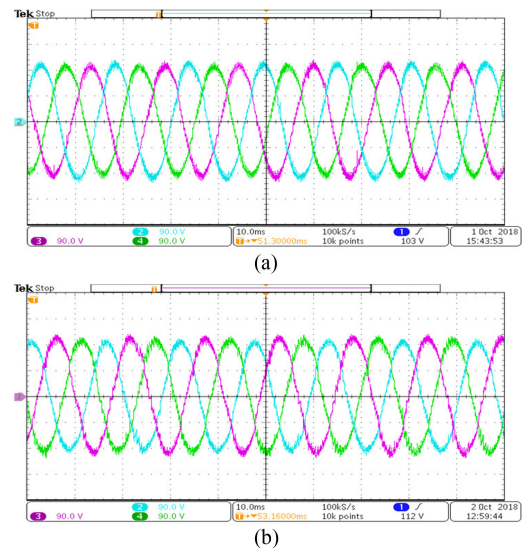 Tek Stop
T
T
2
2 90.0 V
3 90.0 V 4 90.0 V
10.0ms 100kS/s 1
T→▼51.30000ms 10k points 103 V
1 Oct 2018
15:43:53
(a)
Tek Stop
T
T
3
2 90.0 V
3 90.0 V 4 90.0 V
10.0ms 100kS/s 1
T→▼53.16000ms 10k points 112 V
2 Oct 2018
12:59:44
(b)